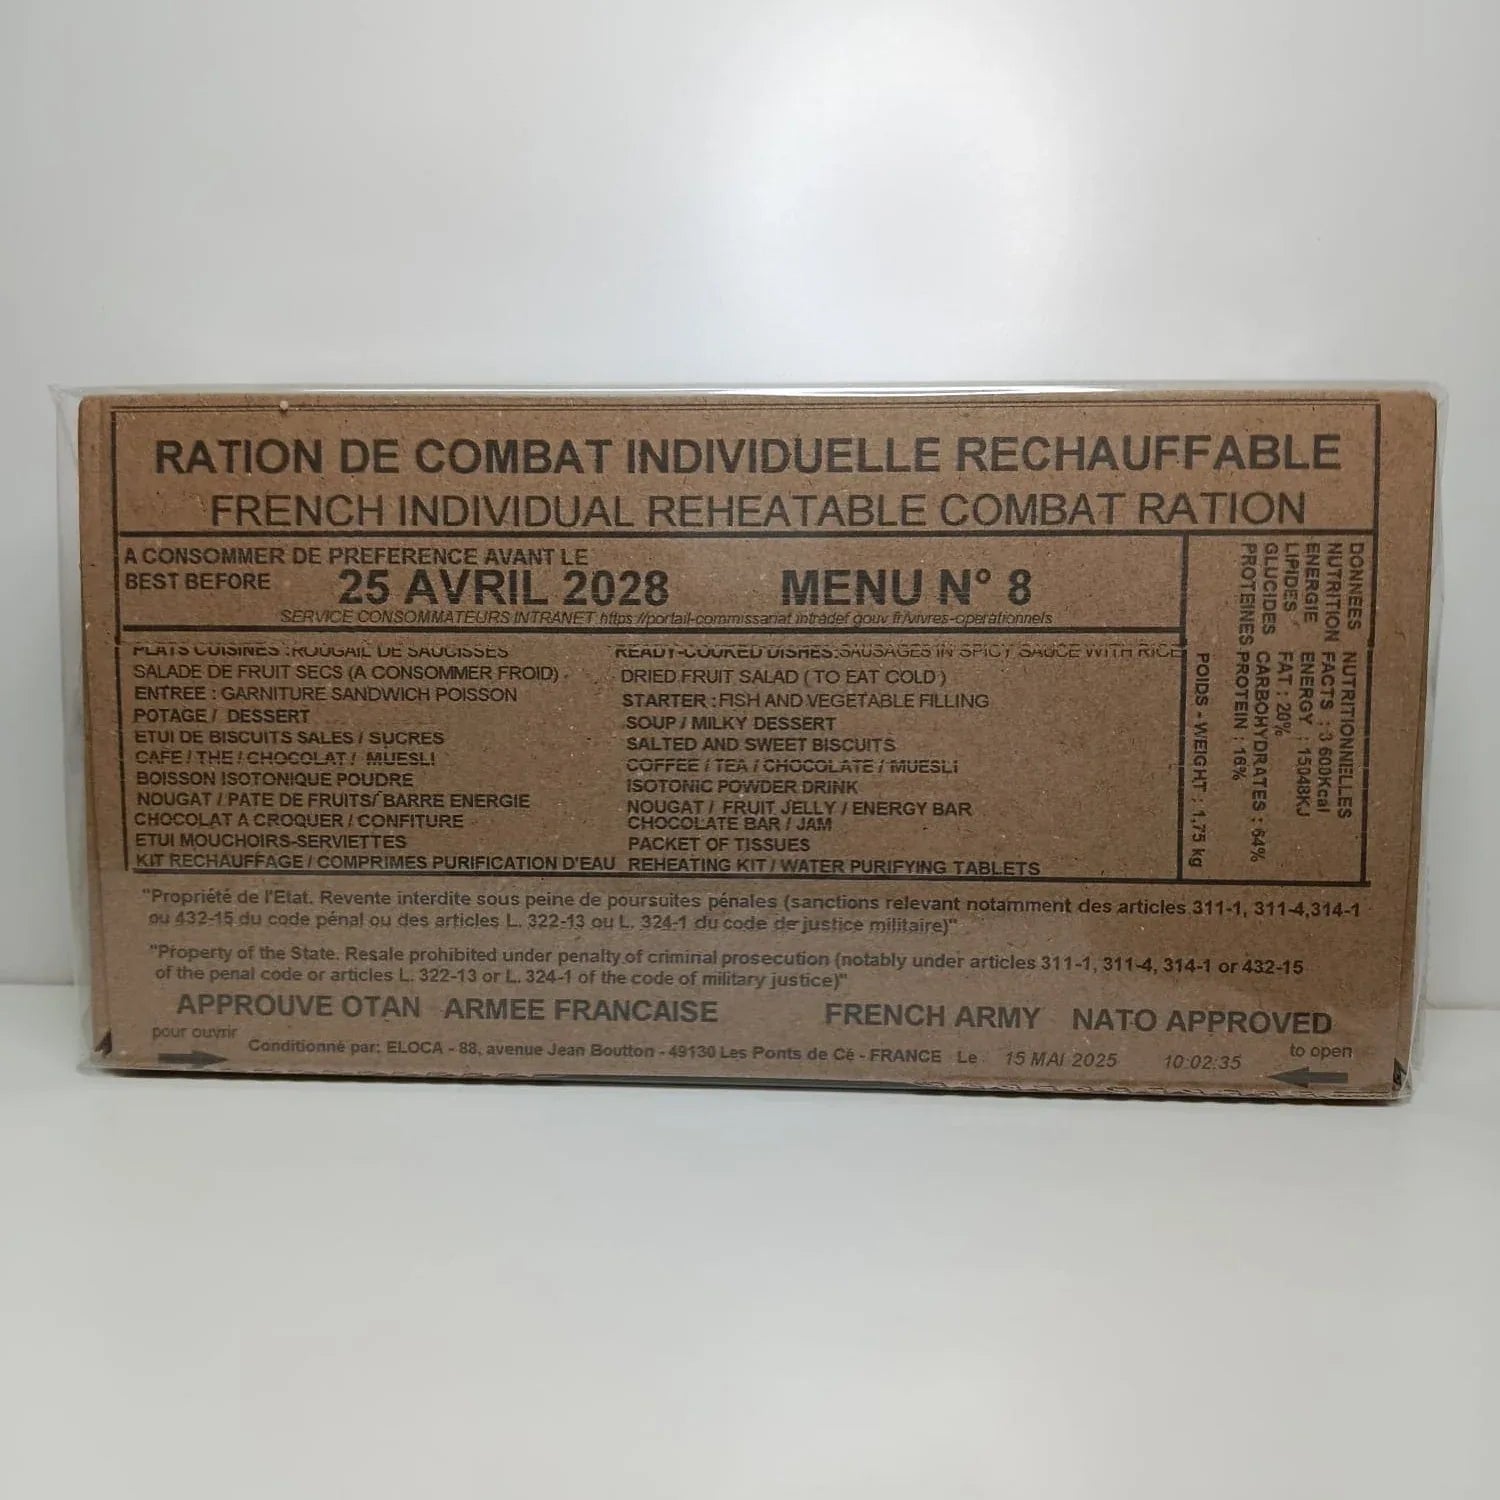 RATION DE COMBAT INDIVIDUELLE RECHAUFFABLE
FRENCH INDIVIDUAL REHEATABLE COMBAT RATION
A CONSOMMER DE PREFERENCE AVANT LE
BEST BEFORE
25 AVRIL 2028
MENU N° 8
SERVICE CONSOMMATEURS INTRANET https://portail-commissariat.intradef.gouv.fr/vivres-operationnels
PLATS CUISINES : ROUGAIL DE SAUCISSES
SALADE DE FRUIT SECS (A CONSOMMER FROID)
ENTREE : GARNITURE SANDWICH POISSON
POTAGE / DESSERT
ETUI DE BISCUITS SALES / SUCRES
CAFE / THE / CHOCOLAT / MUESLI
BOISSON ISOTONIQUE POUDRE
NOUGAT / PATE DE FRUITS/ BARRE ENERGIE
CHOCOLAT A CROQUER / CONFITURE
ETUI MOUCHOIRS-SERVIETTES
KIT RECHAUFFAGE / COMPRIMES PURIFICATION D'EAU
READY-COOKED DISHES:SAUSAGES IN SPICY SAUCE WITH RICE
DRIED FRUIT SALAD ( TO EAT COLD )
STARTER : FISH AND VEGETABLE FILLING
SOUP / MILKY DESSERT
SALTED AND SWEET BISCUITS
COFFEE / TEA / CHOCOLATE / MUESLI
ISOTONIC POWDER DRINK
NOUGAT / FRUIT JELLY / ENERGY BAR
CHOCOLATE BAR / JAM
PACKET OF TISSUES
REHEATING KIT / WATER PURIFYING TABLETS
DONNEES NUTRITIONNELLES
NUTRITION FACTS : 3 600Kcal
ENERGIE ENERGY : 15048KJ
LIPIDES FAT : 20%
GLUCIDES CARBOHYDRATES : 64%
PROTEINES PROTEIN : 16%
POIDS - WEIGHT : 1,75 kg
"Propriété de l'Etat. Revente interdite sous peine de poursuites pénales (sanctions relevant notamment des articles 311-1, 311-4,314-1
ou 432-15 du code pénal ou des articles L. 322-13 ou L. 324-1 du code de justice militaire)"
"Property of the State. Resale prohibited under penalty of criminal prosecution (notably under articles 311-1, 311-4, 314-1 or 432-15
of the penal code or articles L. 322-13 or L. 324-1 of the code of military justice)"
APPROUVE OTAN ARMEE FRANCAISE FRENCH ARMY NATO APPROVED
pour ouvrir
Conditionné par: ELOCA - 88, avenue Jean Boutton - 49130 Les Ponts de Cé - FRANCE Le 15 MAI 2025 10:02:35
to open